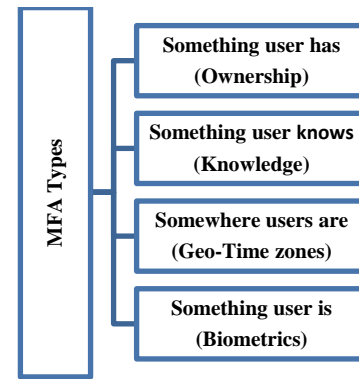 MFA Types
Something user has
(Ownership)
Something user knows
(Knowledge)
Somewhere users are
(Geo-Time zones)
Something user is
(Biometrics)